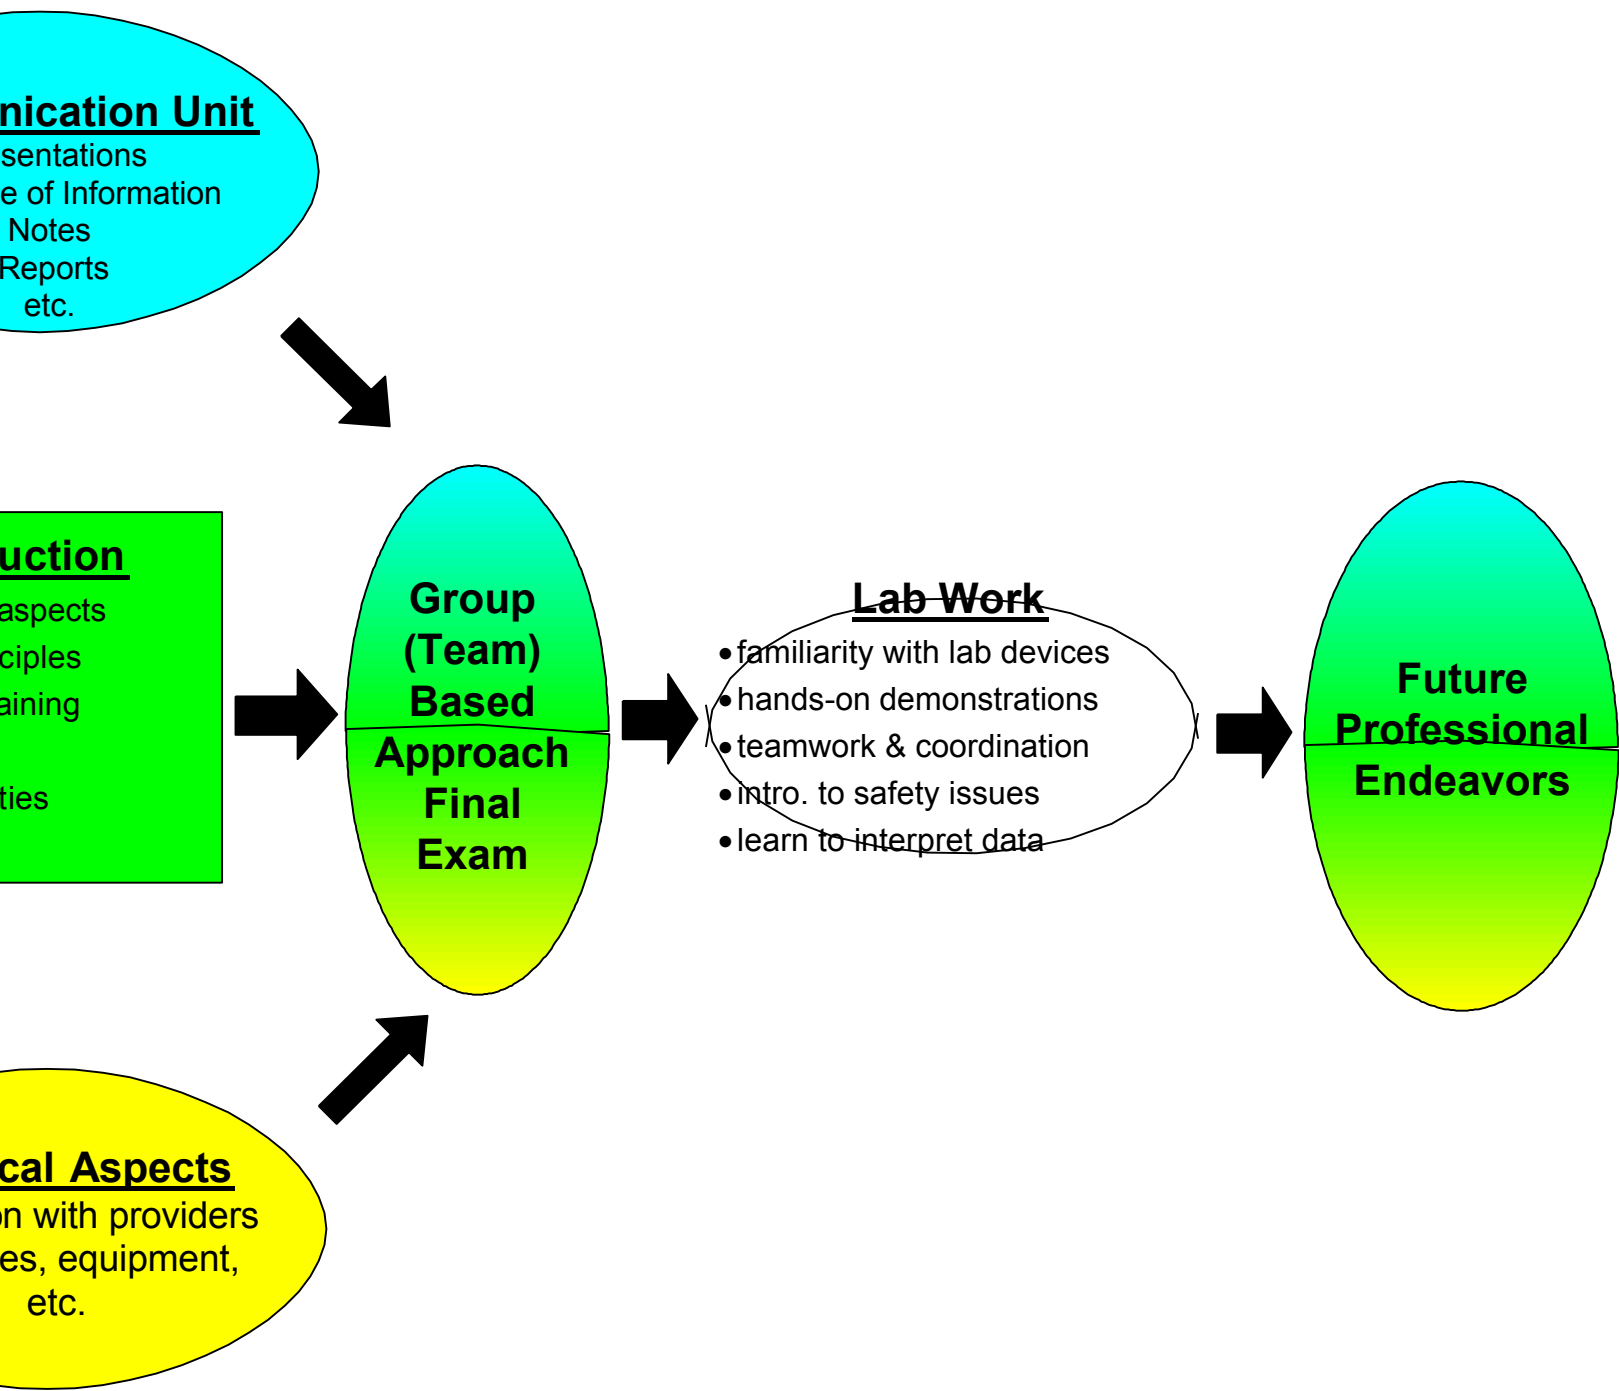 nication Unit
sentations
e of Information
Notes
Reports
etc.
uction
aspects
ciples
aining
ties
Group
(Team)
Based
Approach
Final
Exam
Lab Work
• familiarity with lab devices
• hands-on demonstrations
• teamwork & coordination
• intro. to safety issues
• learn to interpret data
Future
Professional
Endeavors
cal Aspects
on with providers
es, equipment,
etc.